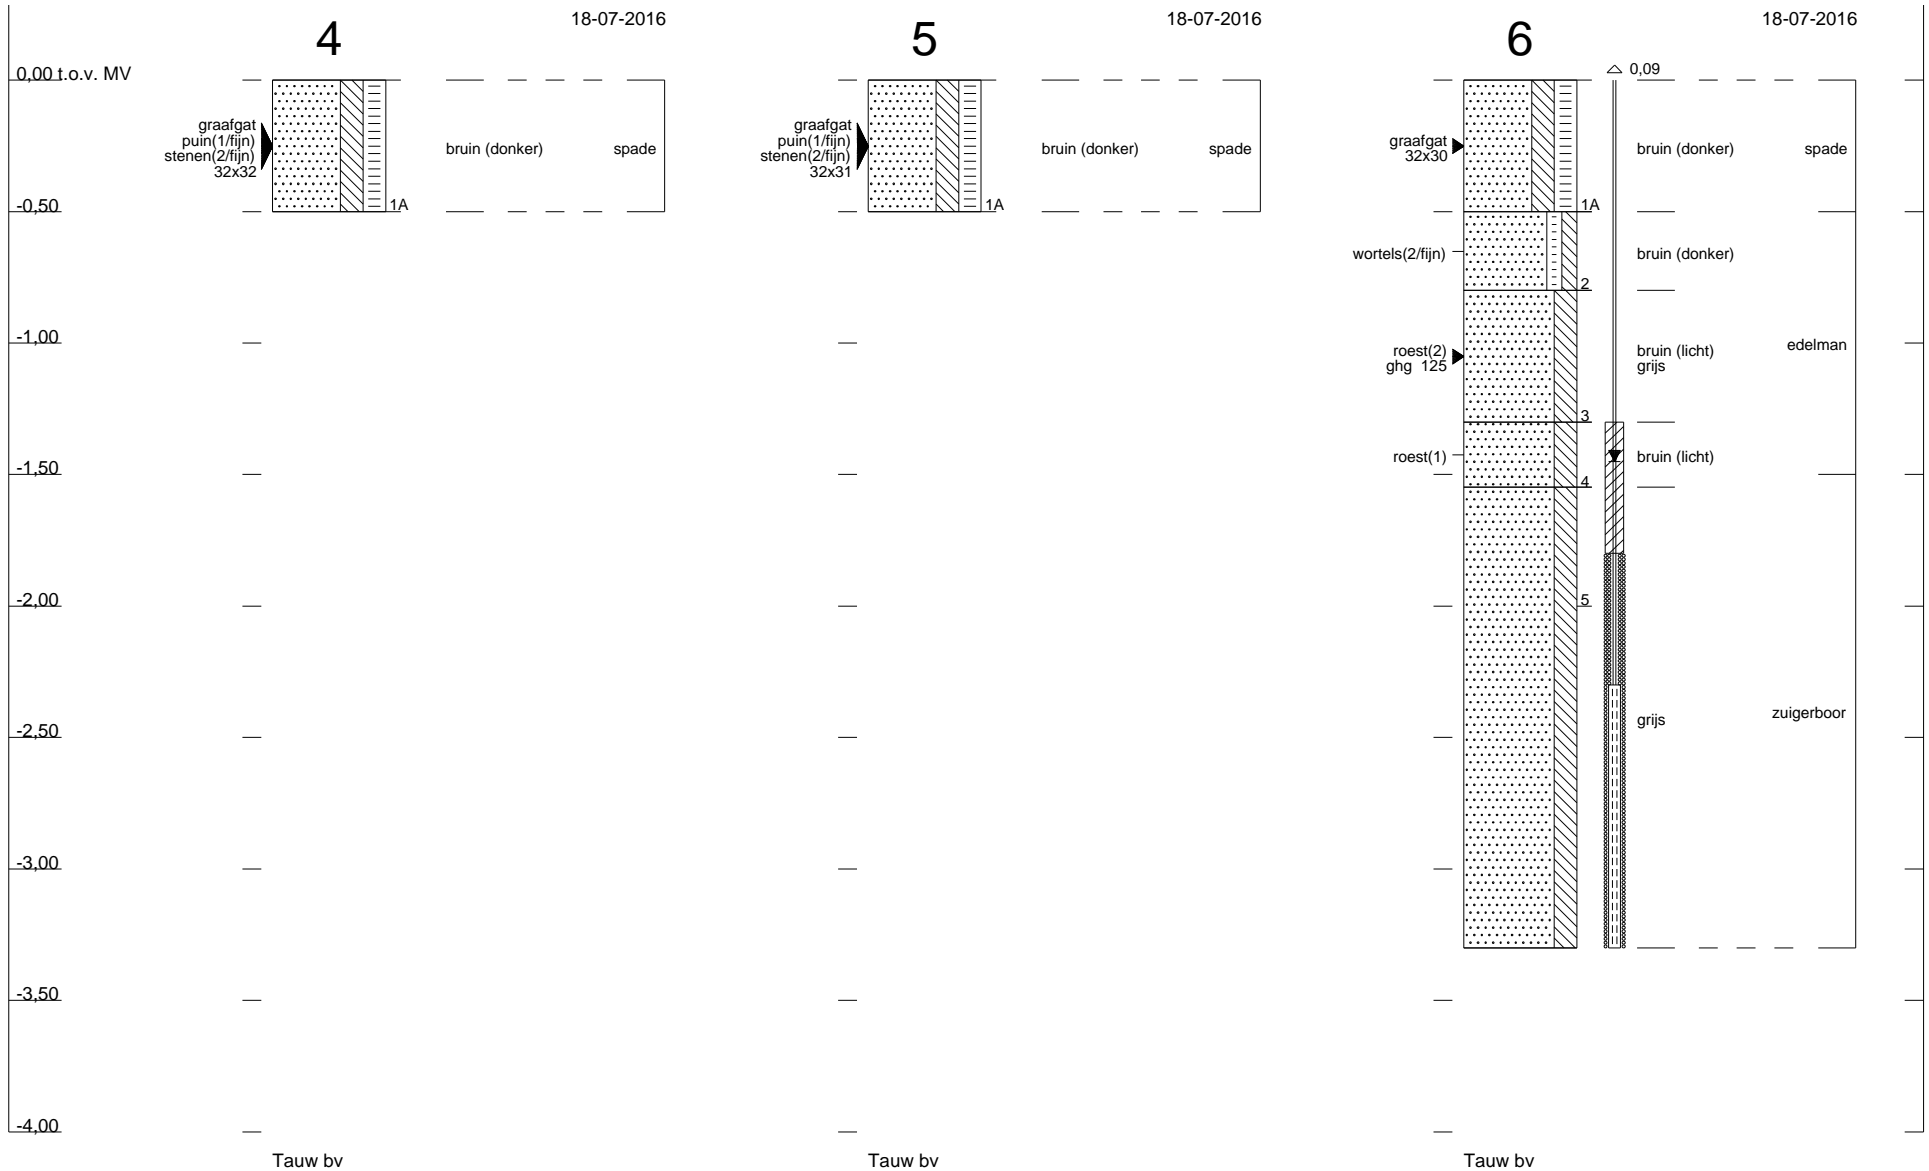 4
18-07-2016
5
18-07-2016
6
18-07-2016
0,00 t.o.v. MV
-0,50
-1,00
-1,50
-2,00
-2,50
-3,00
-3,50
-4,00
graafgat
puin(1/fijn)
stenen(2/fijn)
32x32
1A
bruin (donker)
spade
Tauw bv
graafgat
puin(1/fijn)
stenen(2/fijn)
32x31
1A
bruin (donker)
spade
Tauw bv
0,09
graafgat
32x30
1A
bruin (donker)
spade
wortels(2/fijn)
2
bruin (donker)
roest(2)
ghg 125
3
bruin (licht)
grijs
edelman
roest(1)
4
bruin (licht)
5
grijs
zuigerboor
Tauw bv